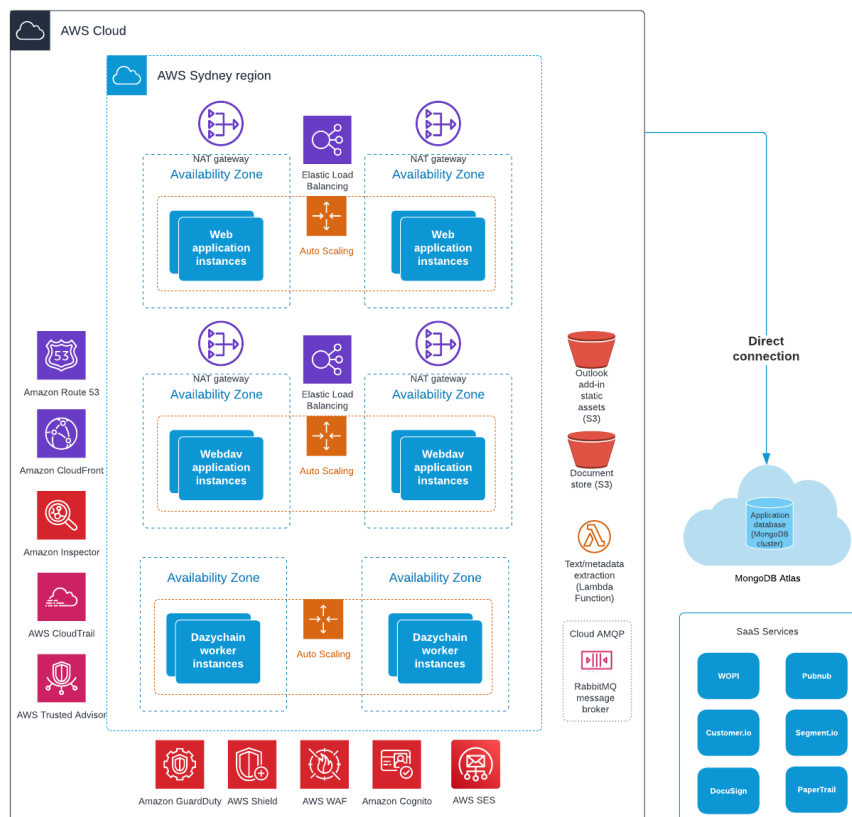 AWS Cloud
AWS Sydney region
NAT gateway
NAT gateway
Availability Zone
Elastic Load
Balancing
Availability Zone
Web
application
instances
Auto Scaling
Web
application
instances
NAT gateway
NAT gateway
Availability Zone
Elastic Load
Balancing
Availability Zone
Webdav
application
instances
Auto Scaling
Webdav
application
instances
Availability Zone
Availability Zone
Dazychain
worker
instances
Auto Scaling
Dazychain
worker
instances
53
Amazon Route 53
Amazon CloudFront
Amazon Inspector
AWS CloudTrail
AWS Trusted Advisor
Amazon GuardDuty
AWS Shield
AWS WAF
Amazon Cognito
AWS SES
Outlook
add-in
static
assets
(S3)
Document
store (S3)
Text/metadata
extraction
(Lambda
Function)
Cloud AMQP
RabbitMQ
message
broker
Direct
connection
Application
database
(MongoDB
cluster)
MongoDB Atlas
SaaS Services
WOPI
Pubnub
Customer.io
Segment.io
DocuSign
PaperTrail